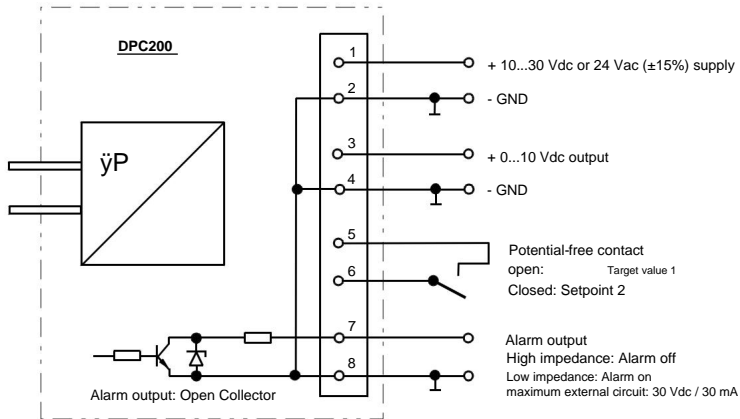 DPC200
ÿP
1
+ 10...30 Vdc or 24 Vac (±15%) supply
2
- GND
3
+ 0...10 Vdc output
4
- GND
5
Potential-free contact
open: Target value 1
6
Closed: Setpoint 2
7
Alarm output
High impedance: Alarm off
8
Low impedance: Alarm on
maximum external circuit: 30 Vdc / 30 mA
Alarm output: Open Collector